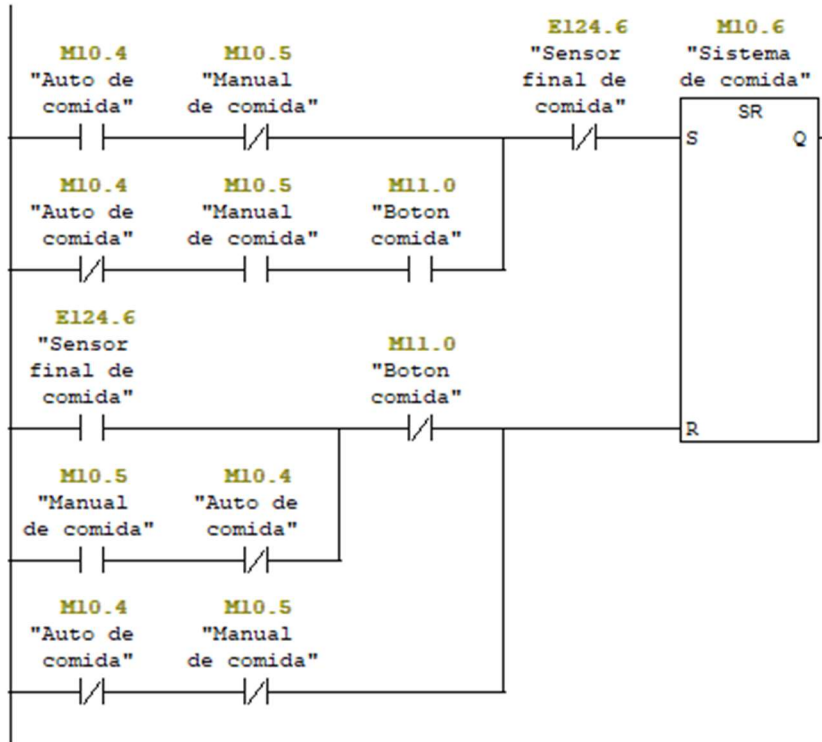 E124.6 M10.6
M10.4 M10.5 "Sensor "Sistema
"Auto de "Manual final de de comida"
comida" de comida" comida" SR
S Q
M10.4 M10.5 M11.0
"Auto de "Manual "Boton
comida" de comida" comida"
E124.6
"Sensor M11.0
final de "Boton
comida" comida"
R
M10.5 M10.4
"Manual "Auto de
de comida" comida"
M10.4 M10.5
"Auto de "Manual
comida" de comida"